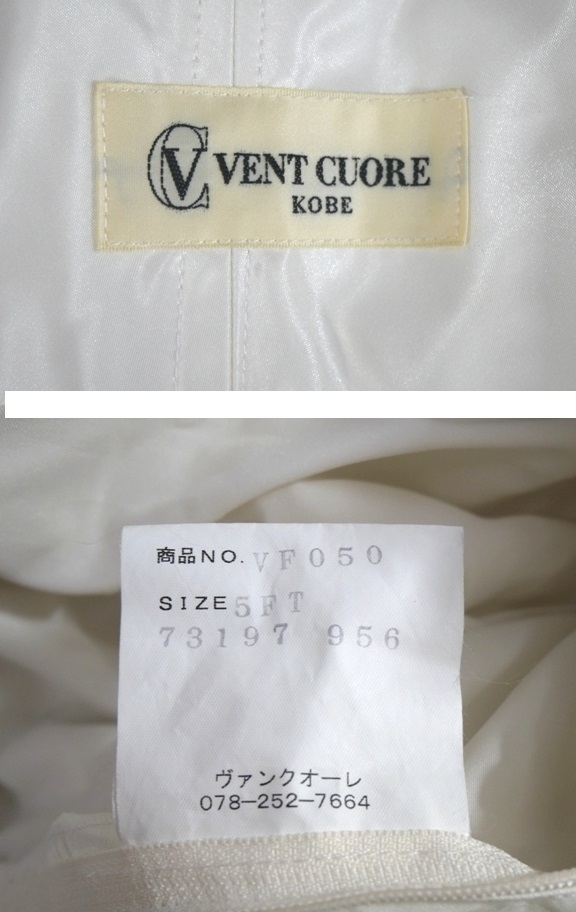 CV VENT CUORE
KOBE
商品NO. VF050
SIZE 5FT
73197 956
ヴァンクオーレ
078-252-7664